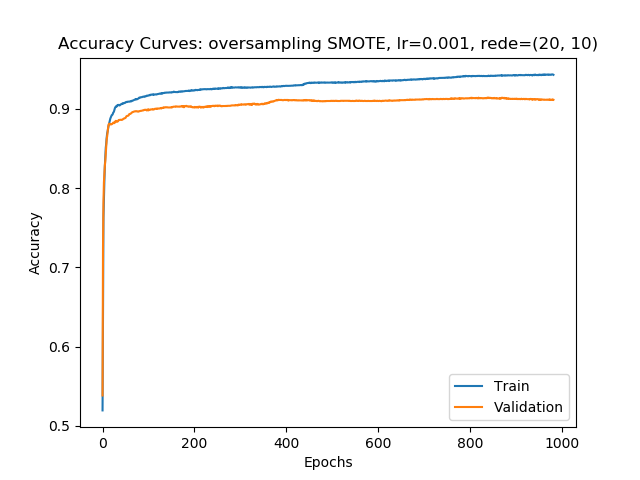 Accuracy Curves: oversampling SMOTE, lr=0.001, rede=(20, 10)
0.9
0.8
0.7
0.6
0.5
Accuracy
Train
Validation
0 200 400 600 800 1000
Epochs